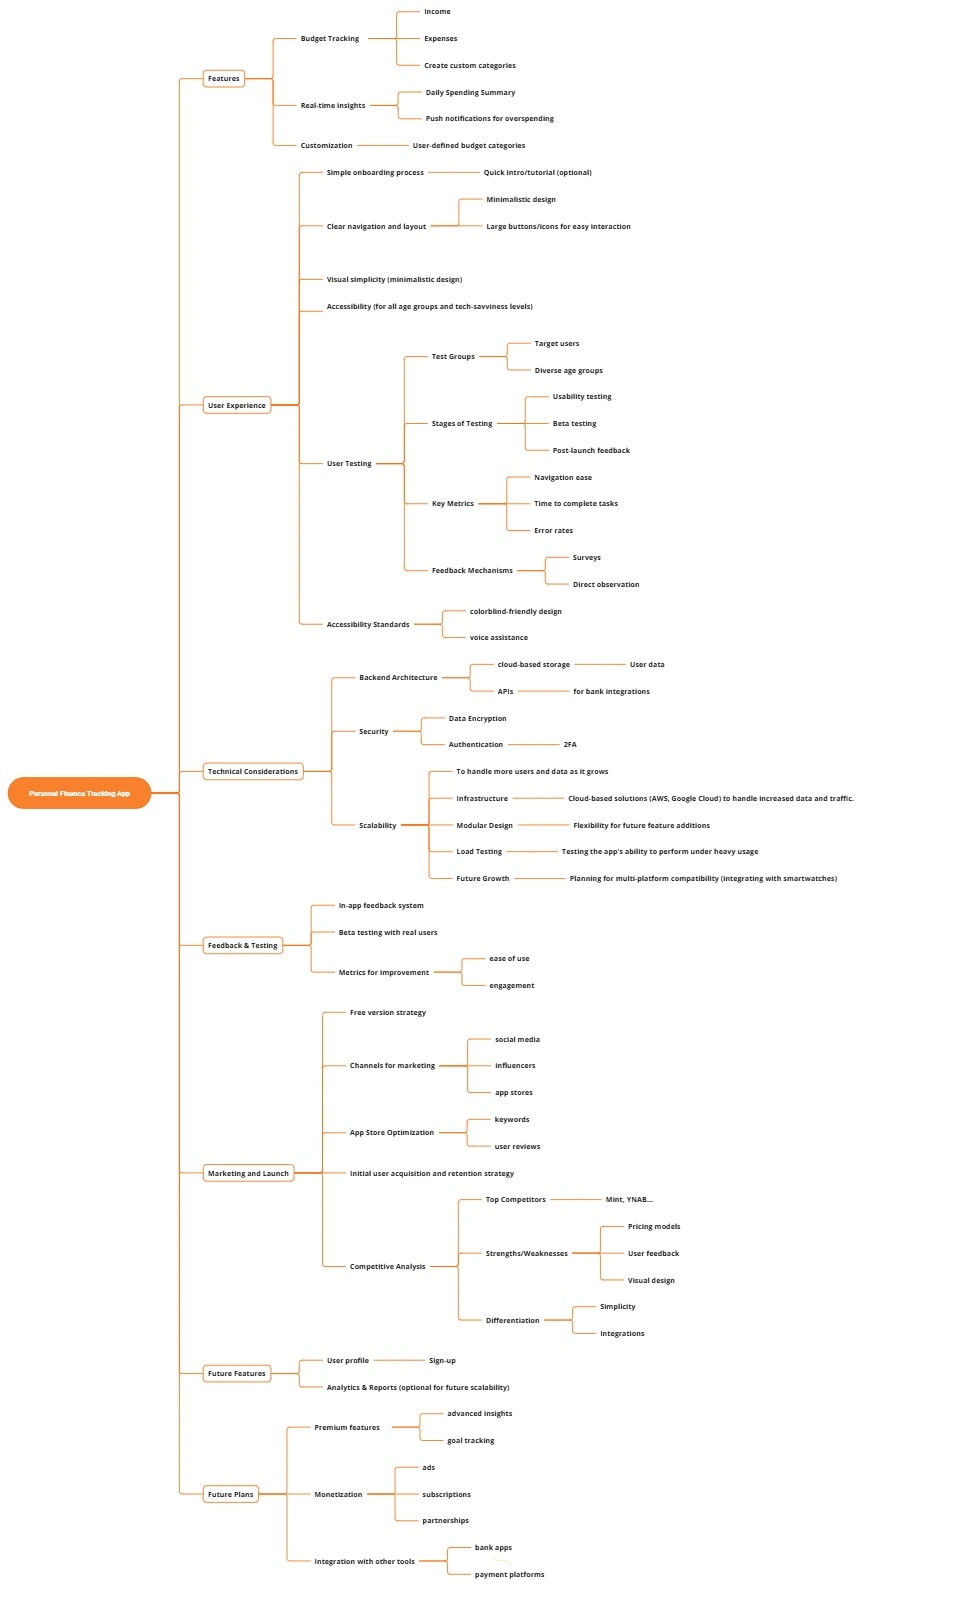 Personal Finance Tracking App
Features
Budget Tracking
Income
Expenses
Create custom categories
Real-time insights
Daily Spending Summary
Push notifications for overspending
Customization
User-defined budget categories
User Experience
Simple onboarding process
Quick intro/tutorial (optional)
Clear navigation and layout
Minimalistic design
Large buttons/icons for easy interaction
Visual simplicity (minimalistic design)
Accessibility (for all age groups and tech-savviness levels)
User Testing
Test Groups
Target users
Diverse age groups
Stages of Testing
Usability testing
Beta testing
Post-launch feedback
Key Metrics
Navigation ease
Time to complete tasks
Error rates
Feedback Mechanisms
Surveys
Direct observation
Accessibility Standards
colorblind-friendly design
voice assistance
Technical Considerations
Backend Architecture
cloud-based storage
User data
APIs
for bank integrations
Security
Data Encryption
Authentication
2FA
Scalability
To handle more users and data as it grows
Infrastructure
Cloud-based solutions (AWS, Google Cloud) to handle increased data and traffic.
Modular Design
Flexibility for future feature additions
Load Testing
Testing the app's ability to perform under heavy usage
Future Growth
Planning for multi-platform compatibility (integrating with smartwatches)
Feedback & Testing
In-app feedback system
Beta testing with real users
Metrics for improvement
ease of use
engagement
Marketing and Launch
Free version strategy
Channels for marketing
social media
influencers
app stores
App Store Optimization
keywords
user reviews
Initial user acquisition and retention strategy
Competitive Analysis
Top Competitors
Mint, YNAB...
Strengths/Weaknesses
Pricing models
User feedback
Visual design
Differentiation
Simplicity
Integrations
Future Features
User profile
Sign-up
Analytics & Reports (optional for future scalability)
Future Plans
Premium features
advanced insights
goal tracking
Monetization
ads
subscriptions
partnerships
Integration with other tools
bank apps
payment platforms